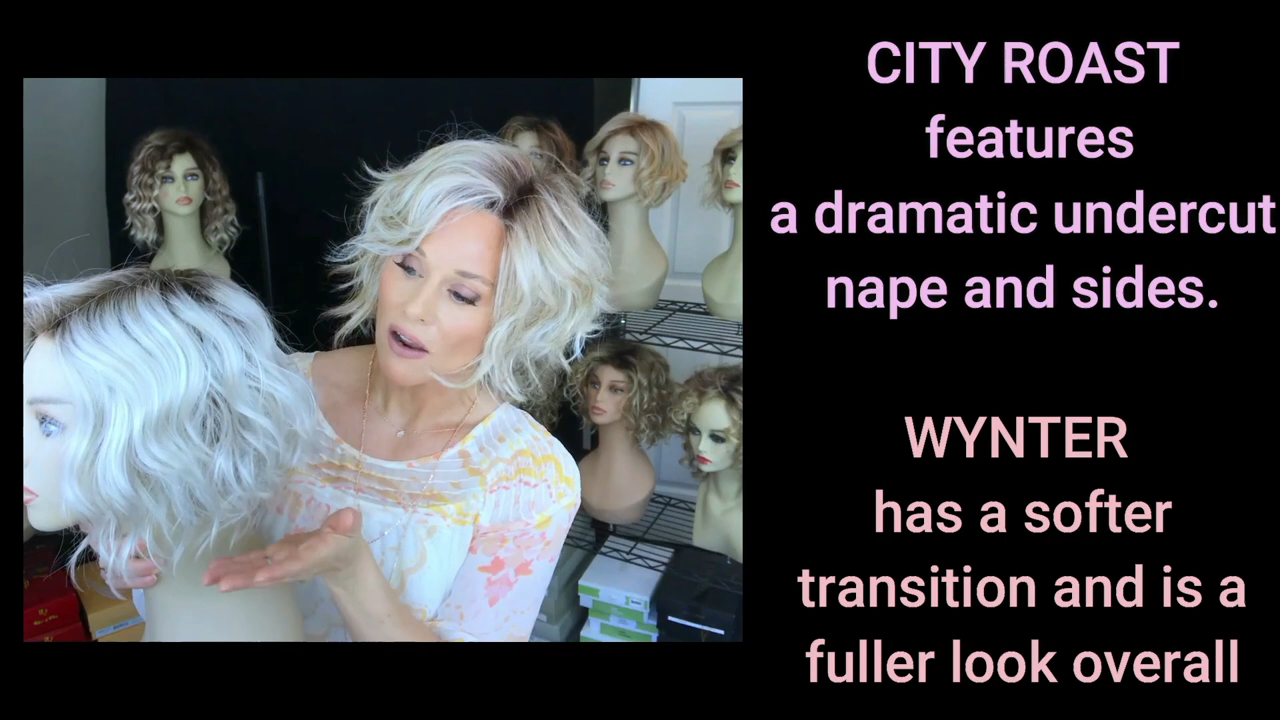 CITY ROAST
features
a dramatic undercut
nape and sides.
WYNTER
has a softer
transition and is a
fuller look overall